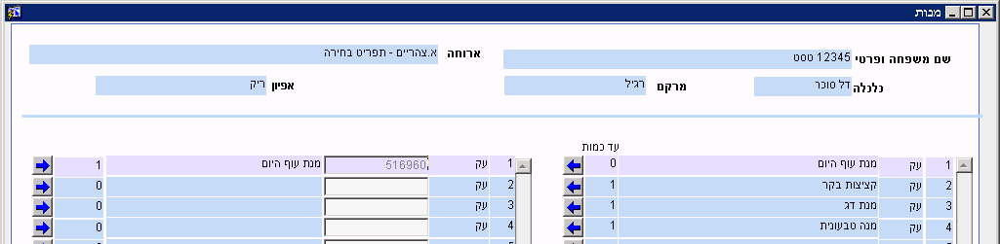 מנות
שם משפחה ופרטי 12345 טסט ארוחה א.צהריים - תפריט בחירה
כלכלה דל סוכר מרקם רגיל אפיון ריק
עד כמות
1 עק מנת עוף היום 0 1 עק 516960 מנת עוף היום 1
2 עק קציצות בקר 1 2 עק 0
3 עק מנת דג 1 3 עק 0
4 עק מנה טבעונית 1 4 עק 0